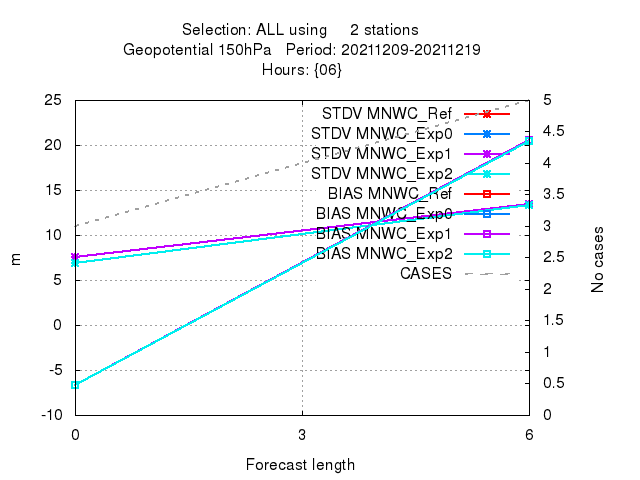 Selection: ALL using 2 stations
Geopotential 150hPa Period: 20211209-20211219
Hours: {06}
STDV MNWC_Ref
STDV MNWC_Exp0
STDV MNWC_Exp1
STDV MNWC_Exp2
BIAS MNWC_Ref
BIAS MNWC_Exp0
BIAS MNWC_Exp1
BIAS MNWC_Exp2
CASES
25
20
15
10
5
0
-5
-10
m
5
4.5
4
3.5
3
2.5
2
1.5
1
0.5
0
No cases
0 3 6
Forecast length